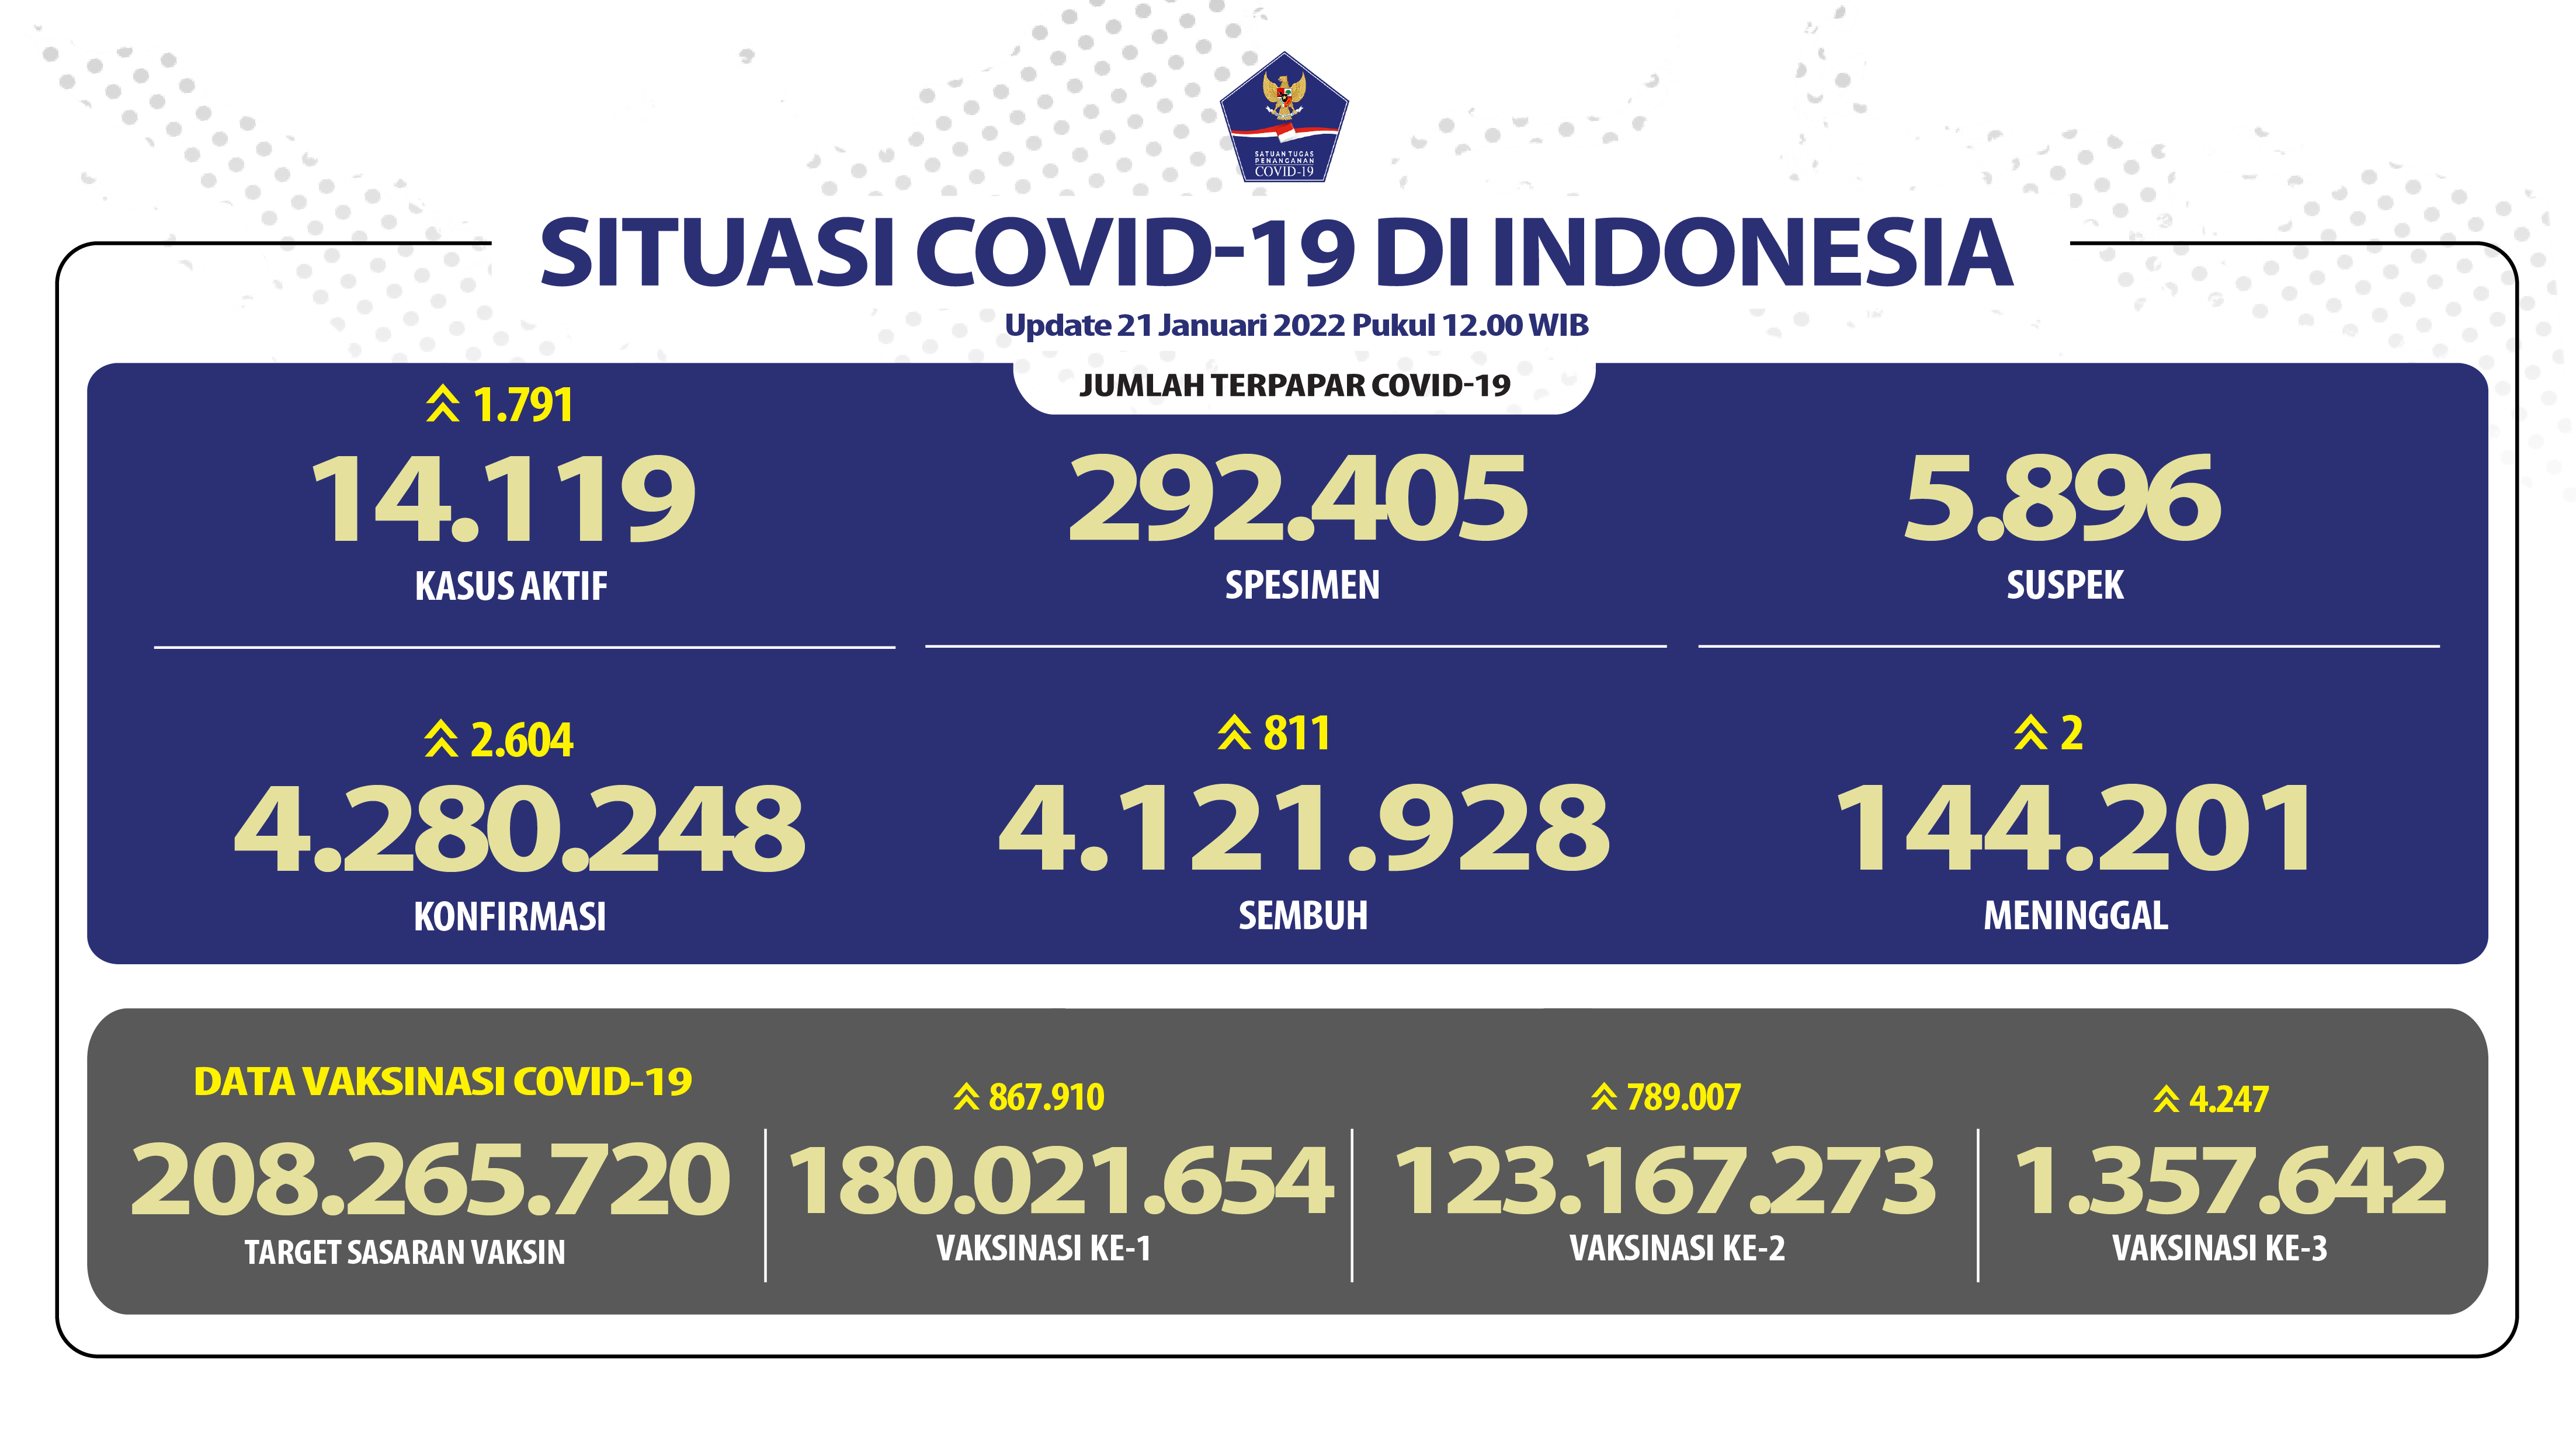 SATUAN TUGAS
PENANGANAN
COVID-19
SITUASI COVID-19 DI INDONESIA
Update 21 Januari 2022 Pukul 12.00 WIB
JUMLAH TERPAPAR COVID-19
1.791
14.119
KASUS AKTIF
292.405
SPESIMEN
5.896
SUSPEK
2.604
4.280.248
KONFIRMASI
811
4.121.928
SEMBUH
2
144.201
MENINGGAL
DATA VAKSINASI COVID-19
208.265.720
TARGET SASARAN VAKSIN
867.910
180.021.654
VAKSINASI KE-1
789.007
123.167.273
VAKSINASI KE-2
4.247
1.357.642
VAKSINASI KE-3